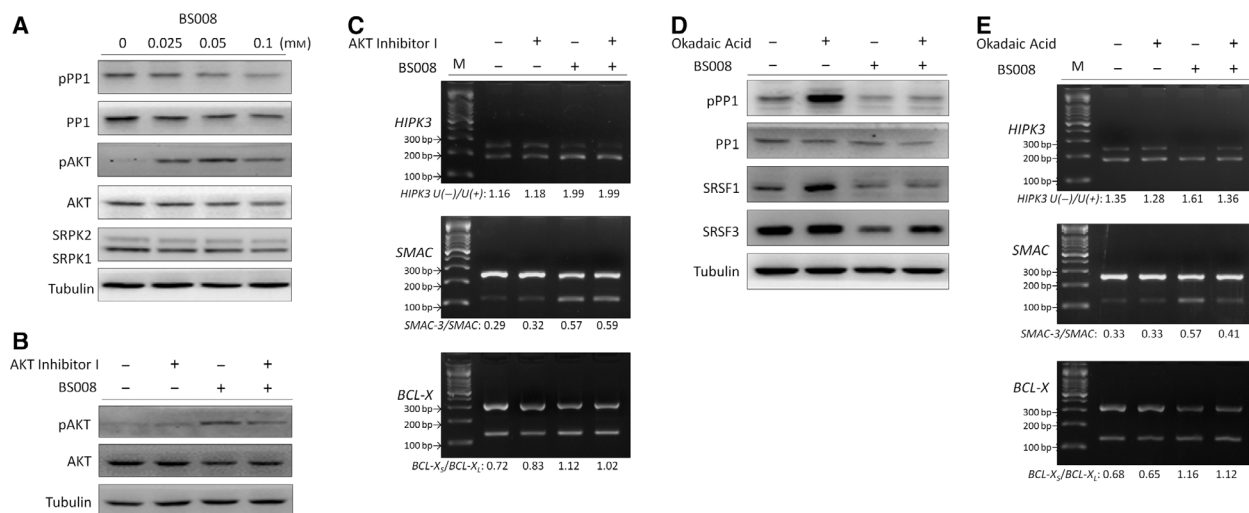 A
BS008
0 0.025 0.05 0.1 (mM)
pPP1
PP1
pAKT
AKT
SRPK2
SRPK1
Tubulin
B
AKT Inhibitor I − + − +
BS008 − − + +
pAKT
AKT
Tubulin
C
AKT Inhibitor I − + − +
BS008 M − − + +
HIPK3
300 bp→
200 bp→
100 bp→
HIPK3 U(−)/U(+): 1.16 1.18 1.99 1.99
SMAC
300 bp→
200 bp→
100 bp→
SMAC-3/SMAC: 0.29 0.32 0.57 0.59
BCL-X
300 bp→
200 bp→
100 bp→
BCL-XS/BCL-XL: 0.72 0.83 1.12 1.02
D
Okadaic Acid − + − +
BS008 − − + +
pPP1
PP1
SRSF1
SRSF3
Tubulin
E
Okadaic Acid − + − +
BS008 M − − + +
HIPK3
300 bp→
200 bp→
100 bp→
HIPK3 U(−)/U(+): 1.35 1.28 1.61 1.36
SMAC
300 bp→
200 bp→
100 bp→
SMAC-3/SMAC: 0.33 0.33 0.57 0.41
BCL-X
300 bp→
200 bp→
100 bp→
BCL-XS/BCL-XL: 0.68 0.65 1.16 1.12